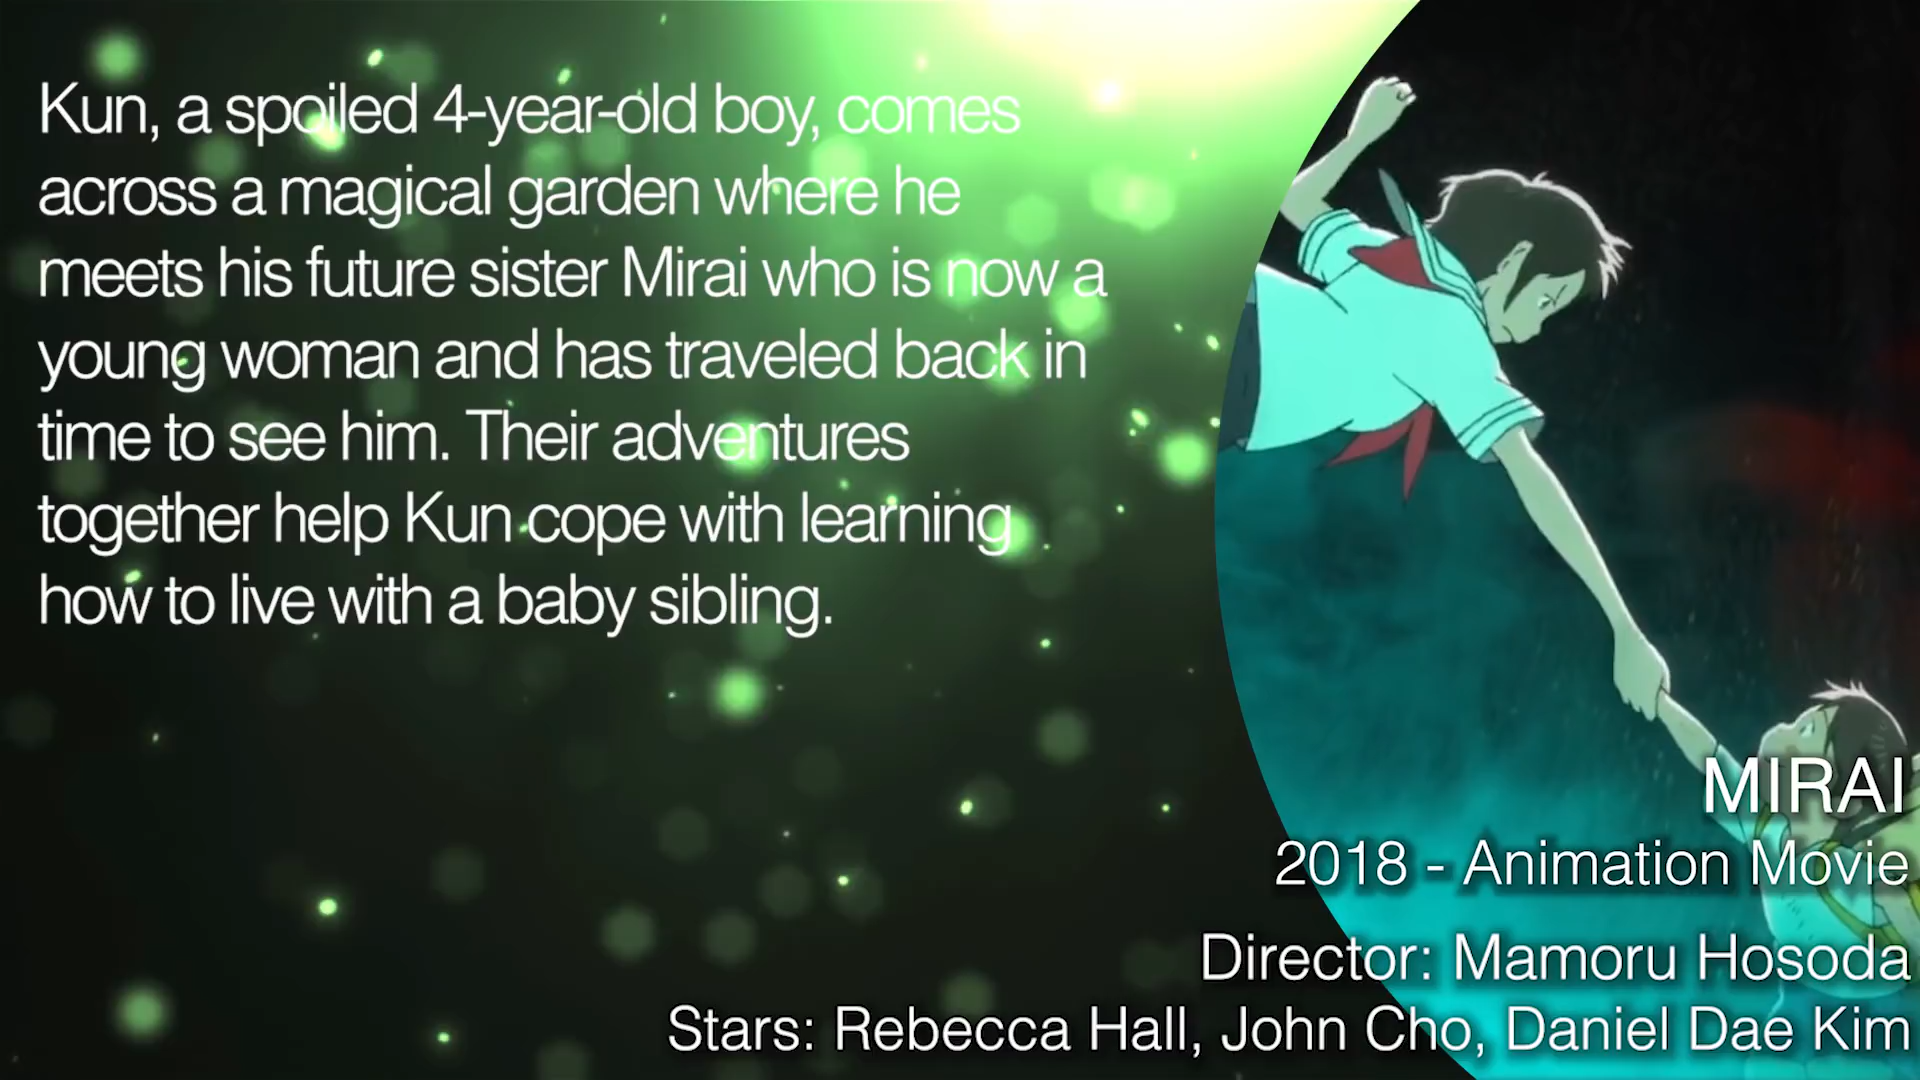 Kun, a spoiled 4-year-old boy, comes
across a magical garden where he
meets his future sister Mirai who is now a
young woman and has traveled back in
time to see him. Their adventures
together help Kun cope with learning
how to live with a baby sibling.
MIRAI
2018 - Animation Movie
Director: Mamoru Hosoda
Stars: Rebecca Hall, John Cho, Daniel Dae Kim